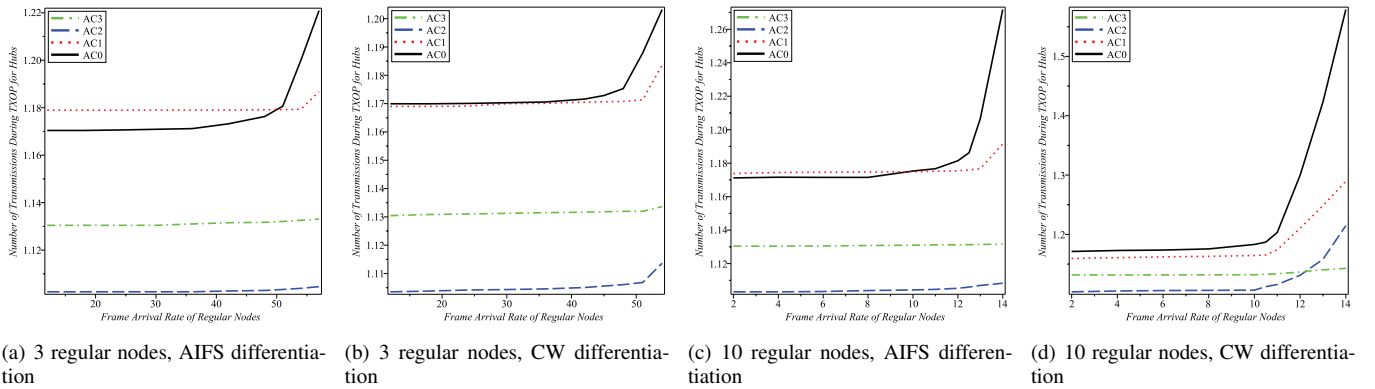 Number of Transmissions During TXOP for Hubs
1.22
1.20
1.18
1.16
1.14
1.12
AC3
AC2
AC1
AC0
20 30 40 50
Frame Arrival Rate of Regular Nodes
(a) 3 regular nodes, AIFS differentia-
tion
Number of Transmissions During TXOP for Hubs
1.20
1.19
1.18
1.17
1.16
1.15
1.14
1.13
1.12
1.11
AC3
AC2
AC1
AC0
20 30 40 50
Frame Arrival Rate of Regular Nodes
(b) 3 regular nodes, CW differentia-
tion
Number of Transmissions During TXOP for Hubs
1.26
1.24
1.22
1.20
1.18
1.16
1.14
1.12
AC3
AC2
AC1
AC0
2 4 6 8 10 12 14
Frame Arrival Rate of Regular Nodes
(c) 10 regular nodes, AIFS differen-
tiation
Number of Transmissions During TXOP for Hubs
1.5
1.4
1.3
1.2
AC3
AC2
AC1
AC0
2 4 6 8 10 12 14
Frame Arrival Rate of Regular Nodes
(d) 10 regular nodes, CW differentia-
tion